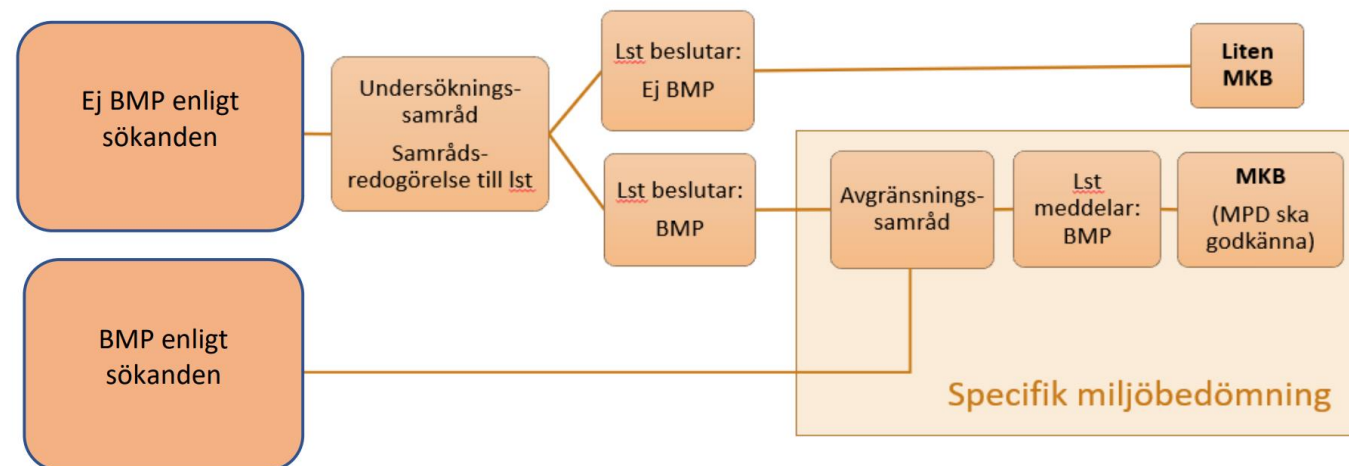 Ej BMP enligt
sökanden
Undersöknings-
samråd
Samråds-
redogörelse till lst
Lst beslutar:
Ej BMP
Liten
MKB
Lst beslutar:
BMP
Avgränsnings-
samråd
Lst
meddelar:
BMP
MKB
(MPD ska
godkänna)
BMP enligt
sökanden
Specifik miljöbedömning